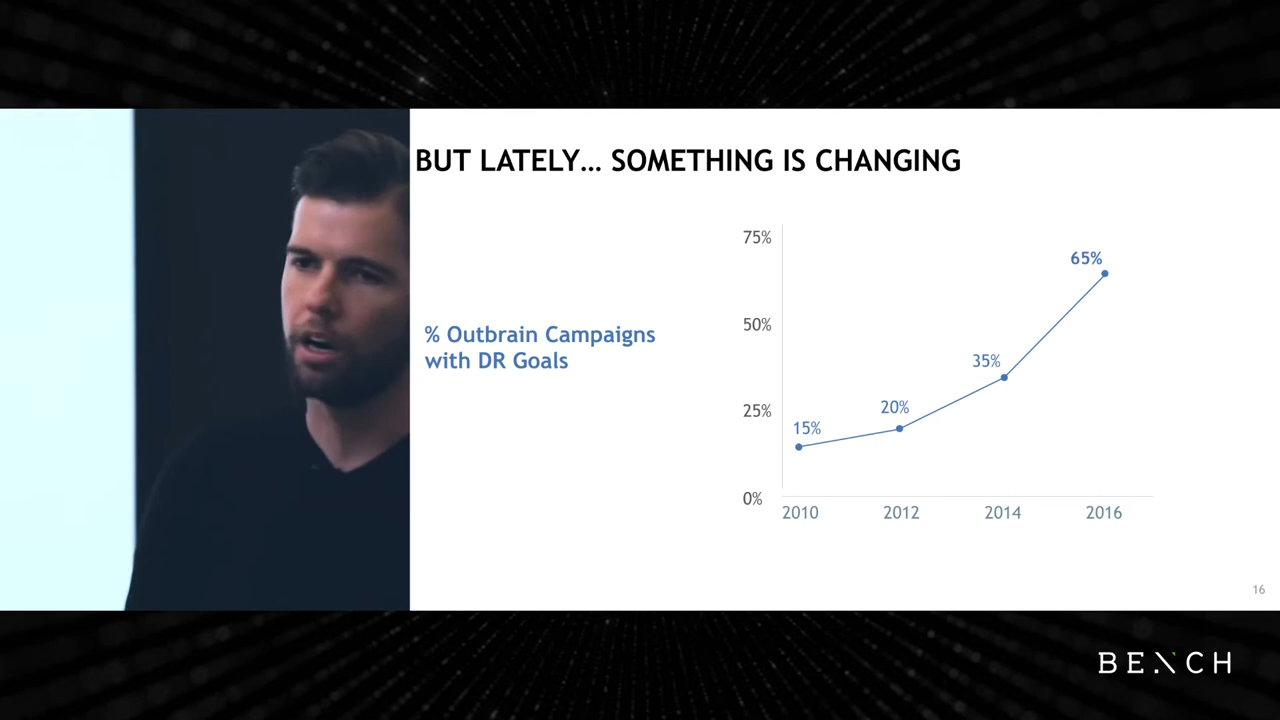 BUT LATELY... SOMETHING IS CHANGING
% Outbrain Campaigns
with DR Goals
75%
50%
25%
0%
15%
20%
35%
65%
2010 2012 2014 2016
16
BENCH